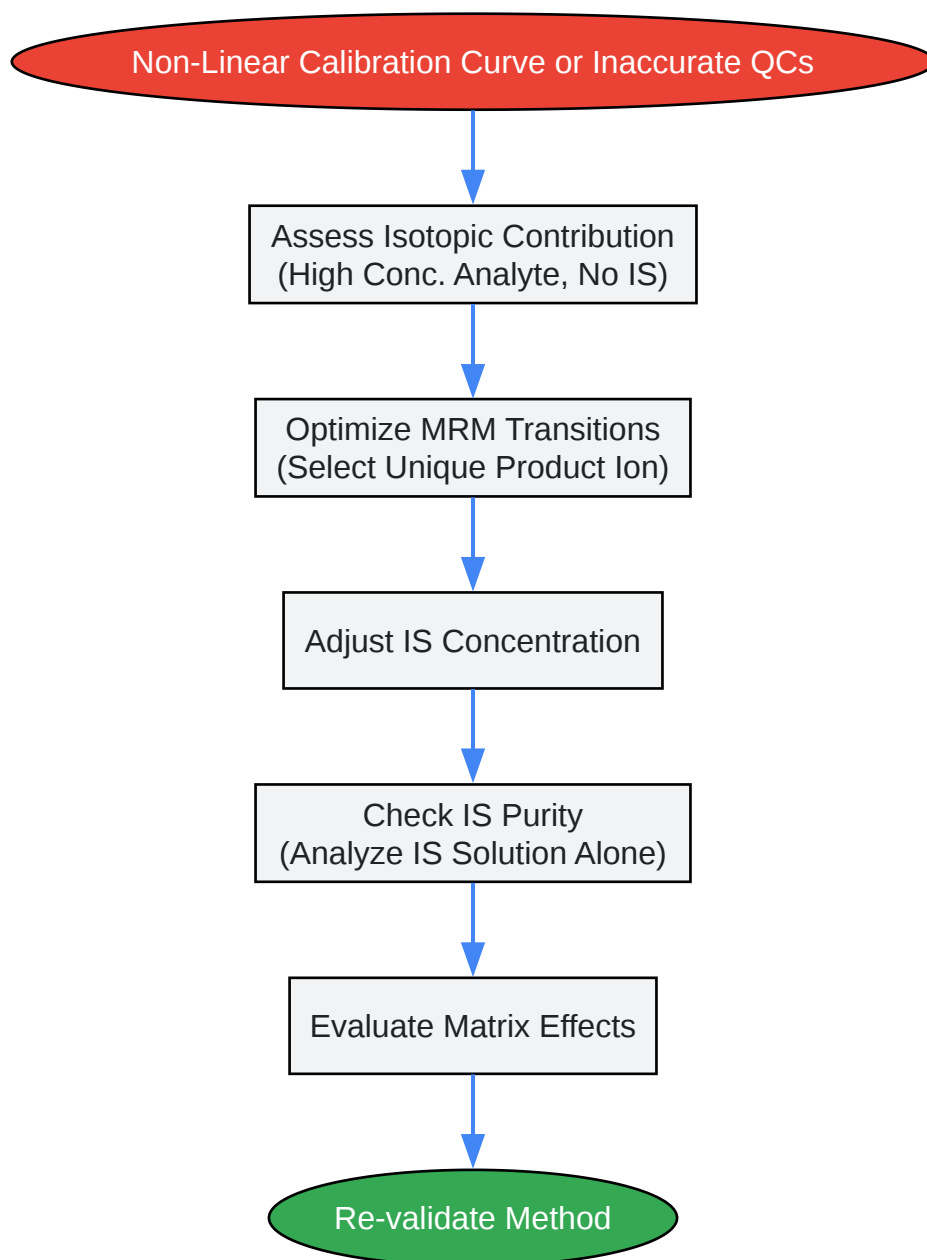 Non-Linear Calibration Curve or Inaccurate QCs
Assess Isotopic Contribution
(High Conc. Analyte, No IS)
Optimize MRM Transitions
(Select Unique Product Ion)
Adjust IS Concentration
Check IS Purity
(Analyze IS Solution Alone)
Evaluate Matrix Effects
Re-validate Method